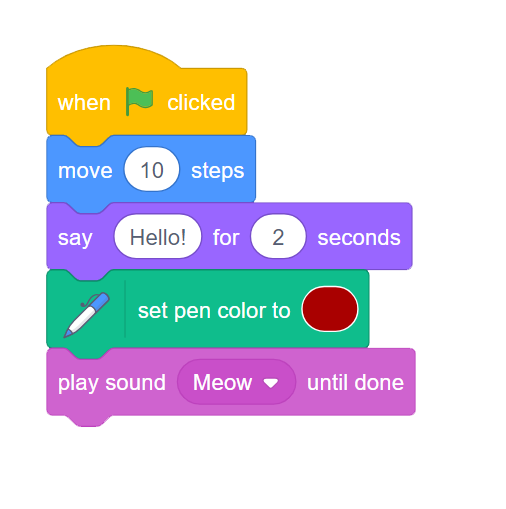 when clicked
move 10 steps
say Hello! for 2 seconds
set pen color to
play sound Meow until done